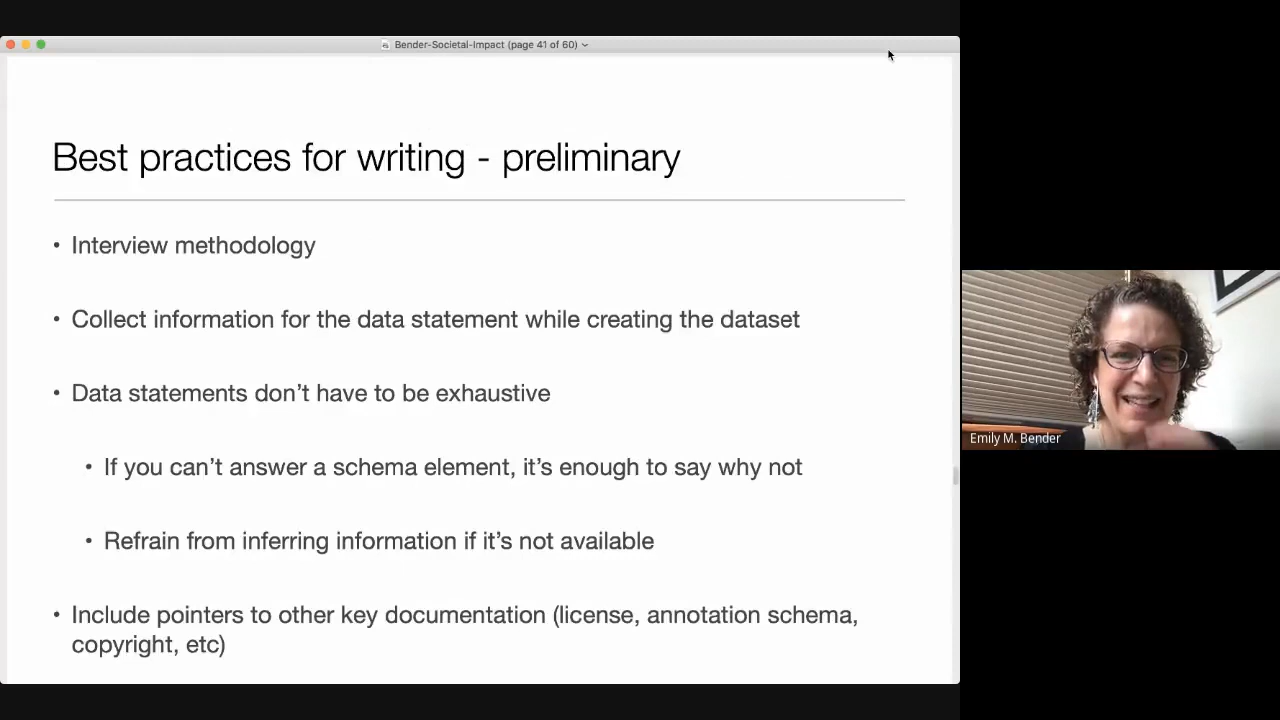 Bender-Societal-Impact (page 41 of 60)
Best practices for writing - preliminary
• Interview methodology
• Collect information for the data statement while creating the dataset
• Data statements don’t have to be exhaustive
• If you can’t answer a schema element, it’s enough to say why not
• Refrain from inferring information if it’s not available
• Include pointers to other key documentation (license, annotation schema,
copyright, etc)
Emily M. Bender